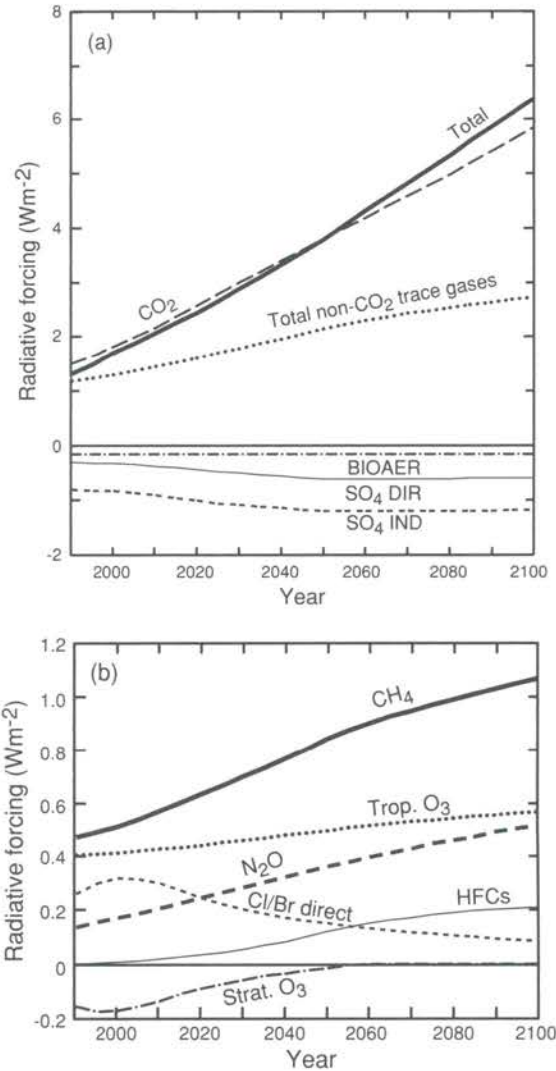 (a)
8
6
4
2
0
-2
Radiative forcing (Wm-2)
Total
CO2
Total non-CO2 trace gases
BIOAER
SO4 DIR
SO4 IND
2000 2020 2040 2060 2080 2100
Year
(b)
1.2
1.0
0.8
0.6
0.4
0.2
0
-0.2
Radiative forcing (Wm-2)
CH4
Trop. O3
N2O
Cl/Br direct
HFCs
Strat. O3
2000 2020 2040 2060 2080 2100
Year